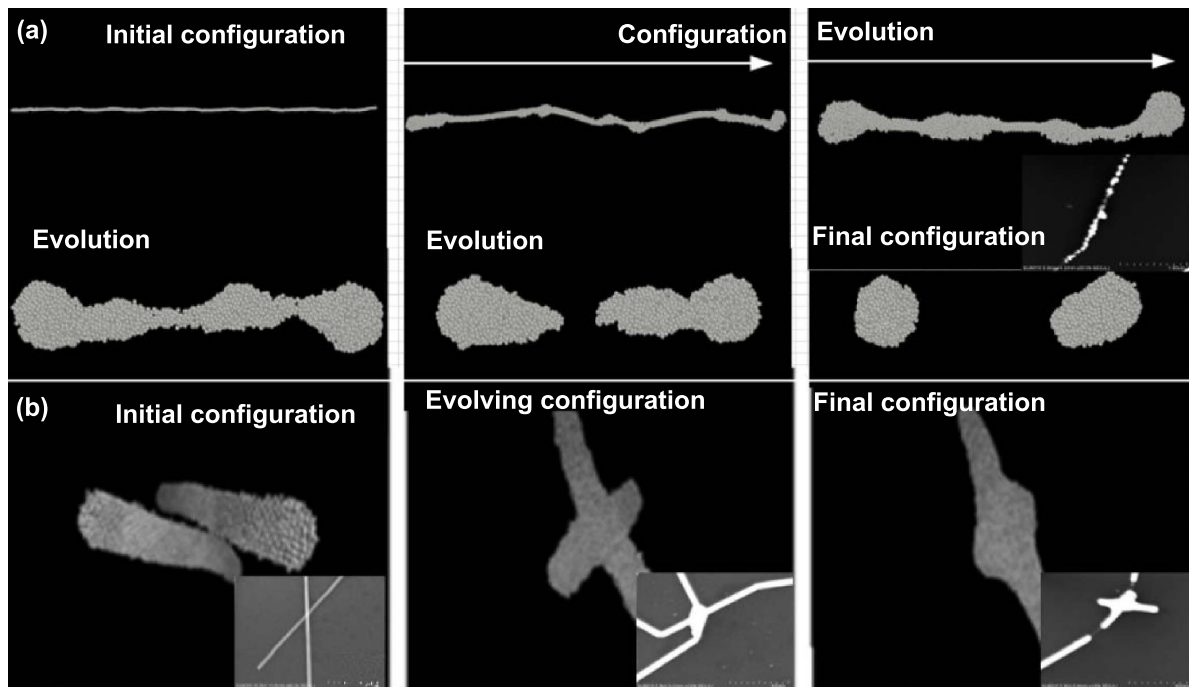 (a)
Initial configuration
Configuration
Evolution
Evolution
Evolution
Final configuration
(b)
Initial configuration
Evolving configuration
Final configuration